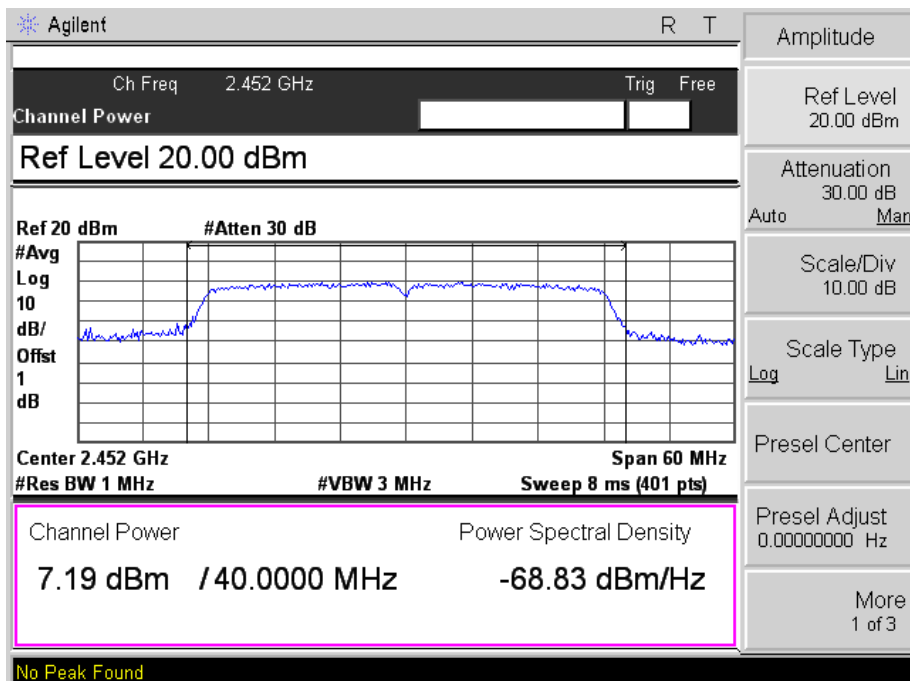 Agilent R T
Ch Freq 2.452 GHz Trig Free
Channel Power
Ref Level 20.00 dBm
Ref 20 dBm #Atten 30 dB
#Avg
Log
10
dB/
Offst
1
dB
Center 2.452 GHz Span 60 MHz
#Res BW 1 MHz #VBW 3 MHz Sweep 8 ms (401 pts)
Channel Power Power Spectral Density
7.19 dBm / 40.0000 MHz -68.83 dBm/Hz
No Peak Found
Amplitude
Ref Level
20.00 dBm
Attenuation
30.00 dB
Auto Man
Scale/Div
10.00 dB
Scale Type
Log Lin
Presel Center
Presel Adjust
0.00000000 Hz
More
1 of 3